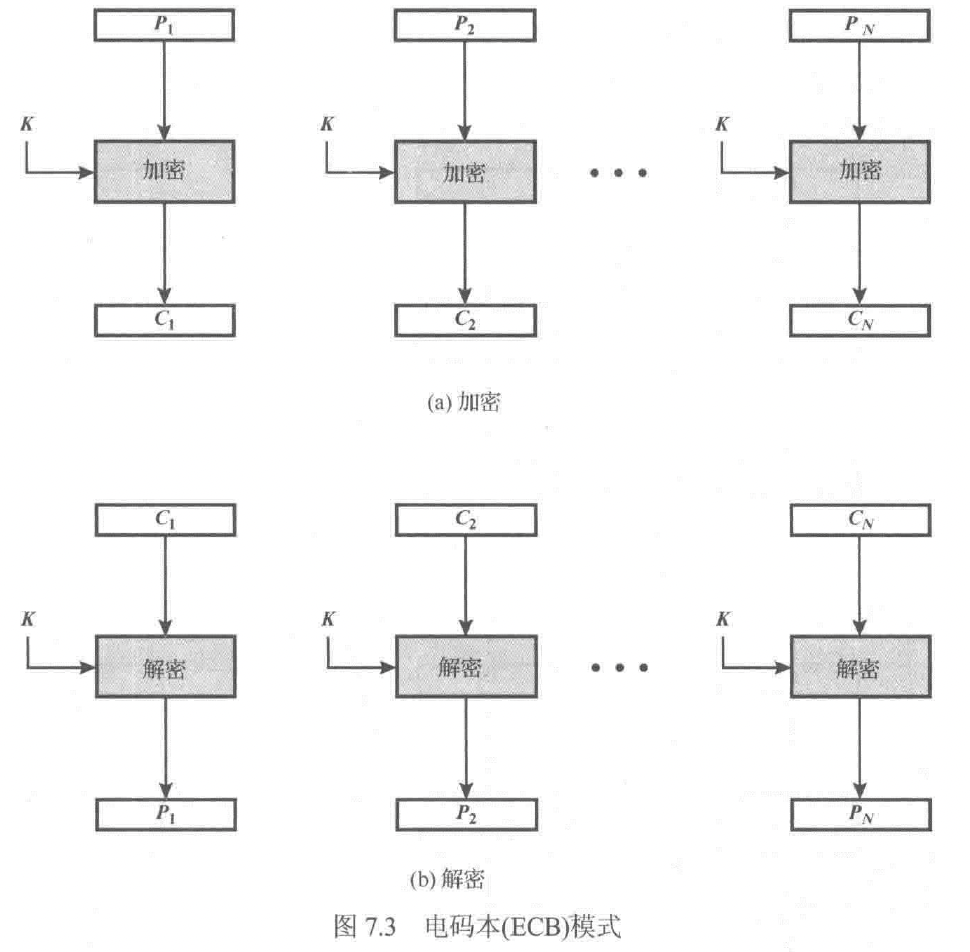 P1 P2 PN
K K K
加密 加密 • • • 加密
C1 C2 CN
(a) 加密
C1 C2 CN
K K K
解密 解密 • • • 解密
P1 P2 PN
(b) 解密
图 7.3 电码本(ECB)模式